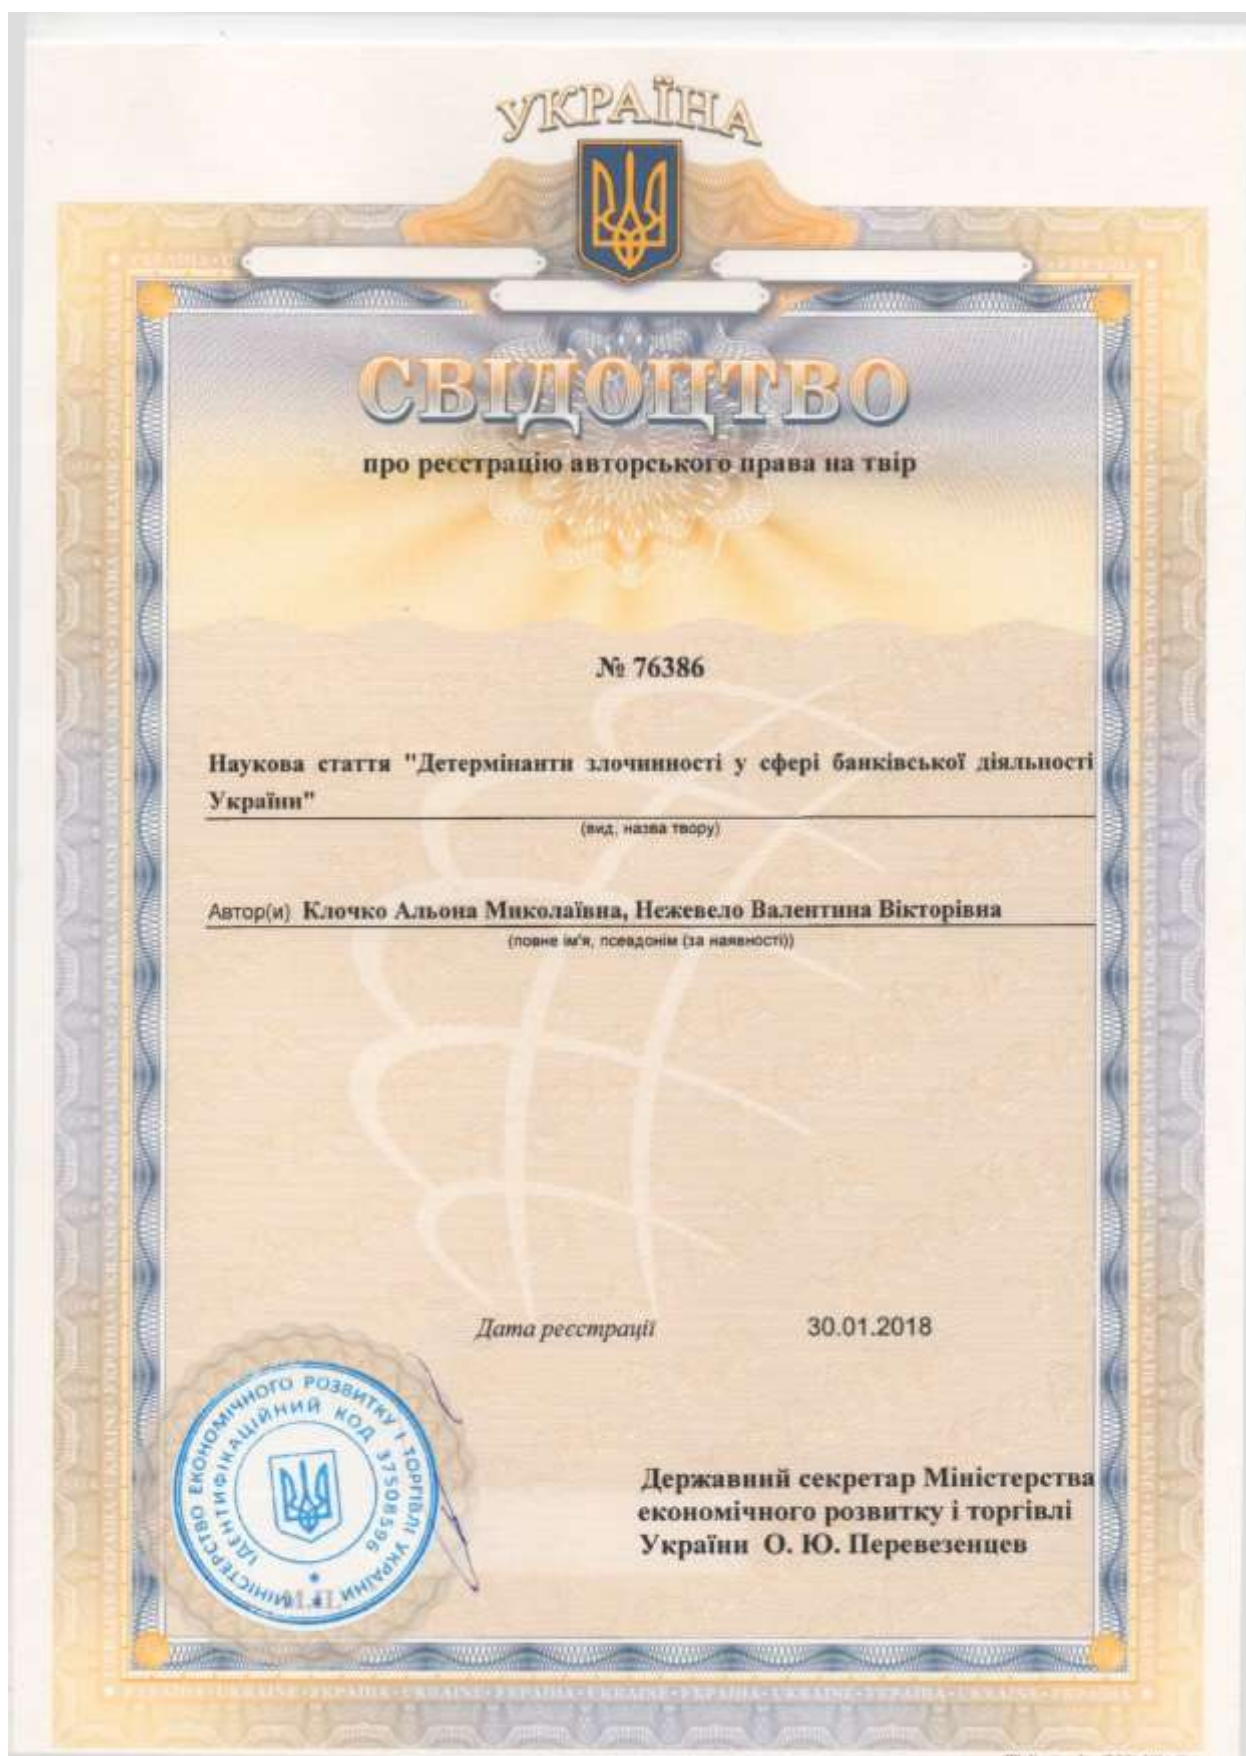 УКРАЇНА
СВІДОЦТВО
про реєстрацію авторського права на твір
№ 76386
Наукова стаття "Детермінанти злочинності у сфері банківської діяльності
України"
(вид, назва твору)
Автор(и) Клочко Альона Миколаївна, Нежевело Валентина Вікторівна
(повне ім'я, псевдонім (за наявності))
Дата реєстрації 30.01.2018
Державний секретар Міністерства
економічного розвитку і торгівлі
України О. Ю. Перевезенцев
МІНІСТЕРСТВО ЕКОНОМІЧНОГО РОЗВИТКУ І ТОРГІВЛІ УКРАЇНИ
ІДЕНТИФІКАЦІЙНИЙ КОД 37508596
М.П.